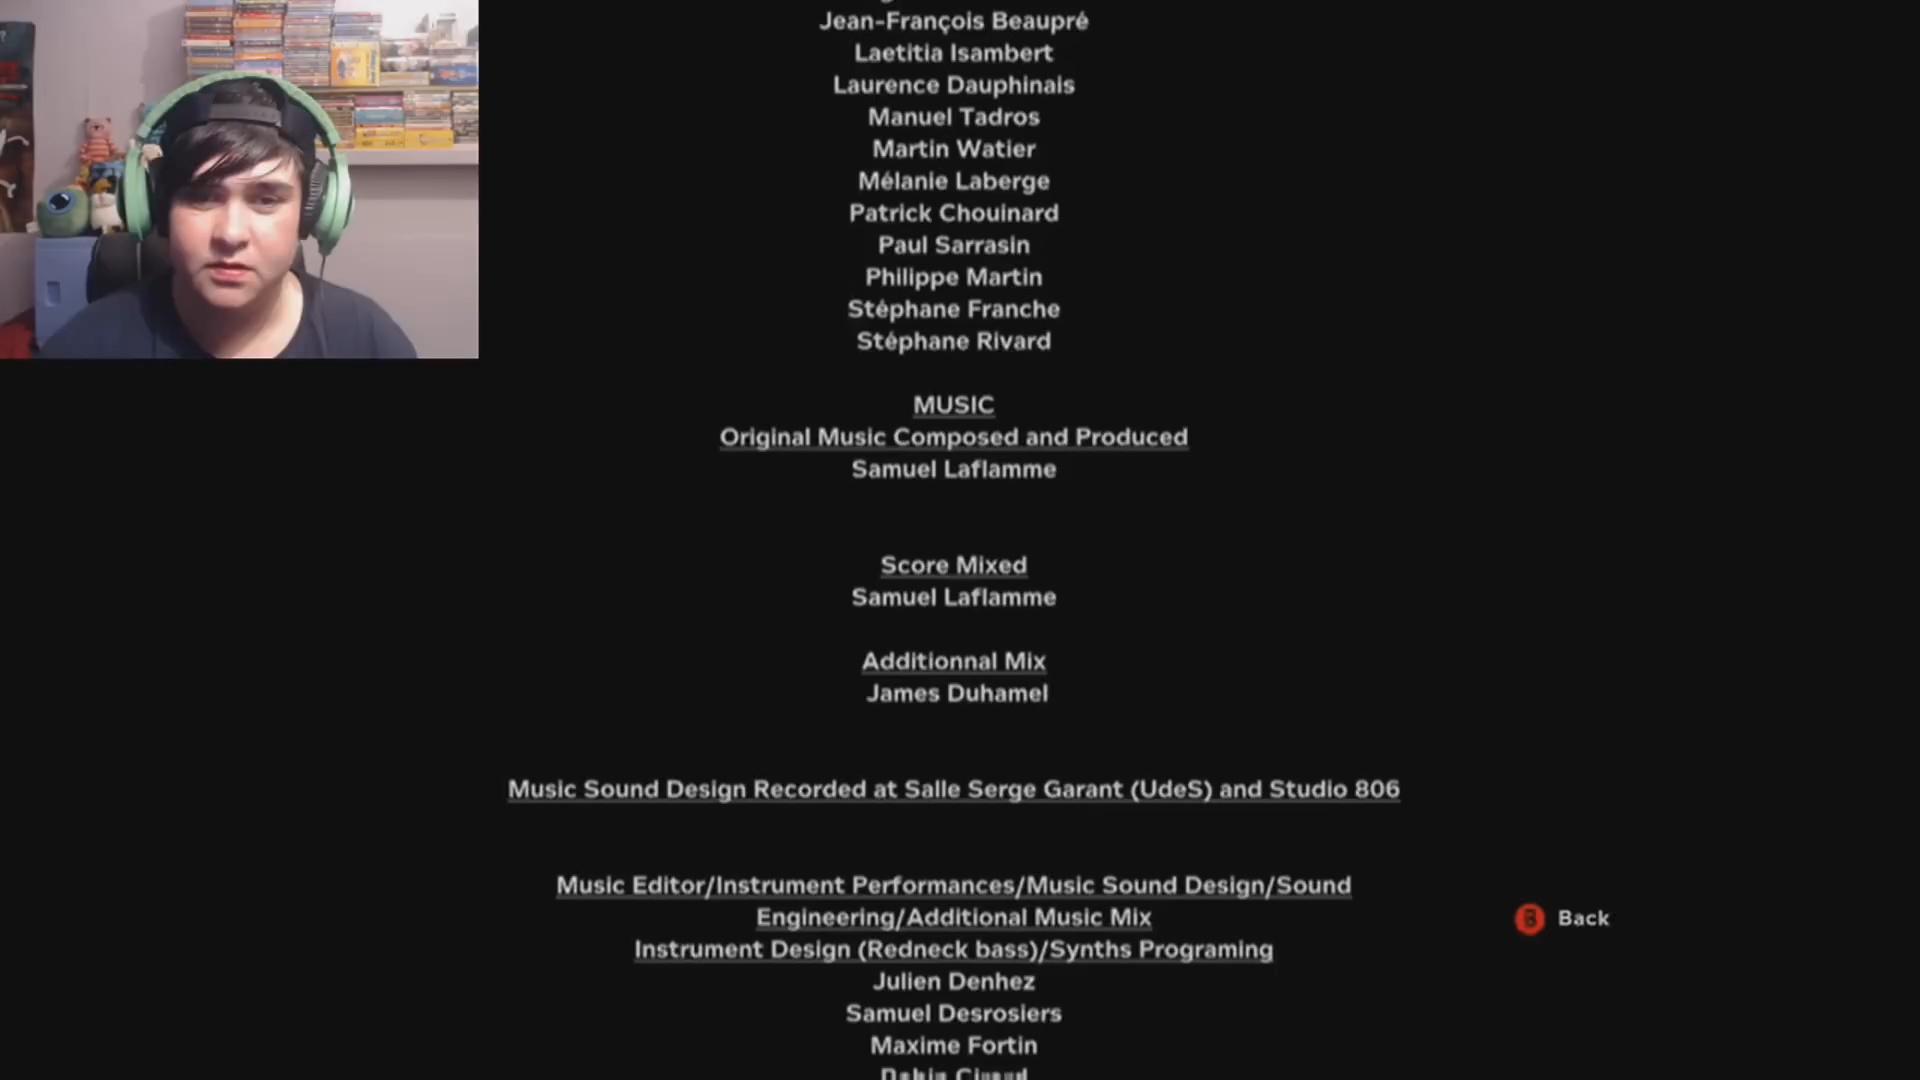 Jean-François Beaupré
Laetitia Isambert
Laurence Dauphinais
Manuel Tadros
Martin Watier
Mélanie Laberge
Patrick Chouinard
Paul Sarrasin
Philippe Martin
Stéphane Franche
Stéphane Rivard
MUSIC
Original Music Composed and Produced
Samuel Laflamme
Score Mixed
Samuel Laflamme
Additionnal Mix
James Duhamel
Music Sound Design Recorded at Salle Serge Garant (UdeS) and Studio 806
Music Editor/Instrument Performances/Music Sound Design/Sound
Engineering/Additional Music Mix
Instrument Design (Redneck bass)/Synths Programing
Julien Denhez
Samuel Desrosiers
Maxime Fortin
B Back